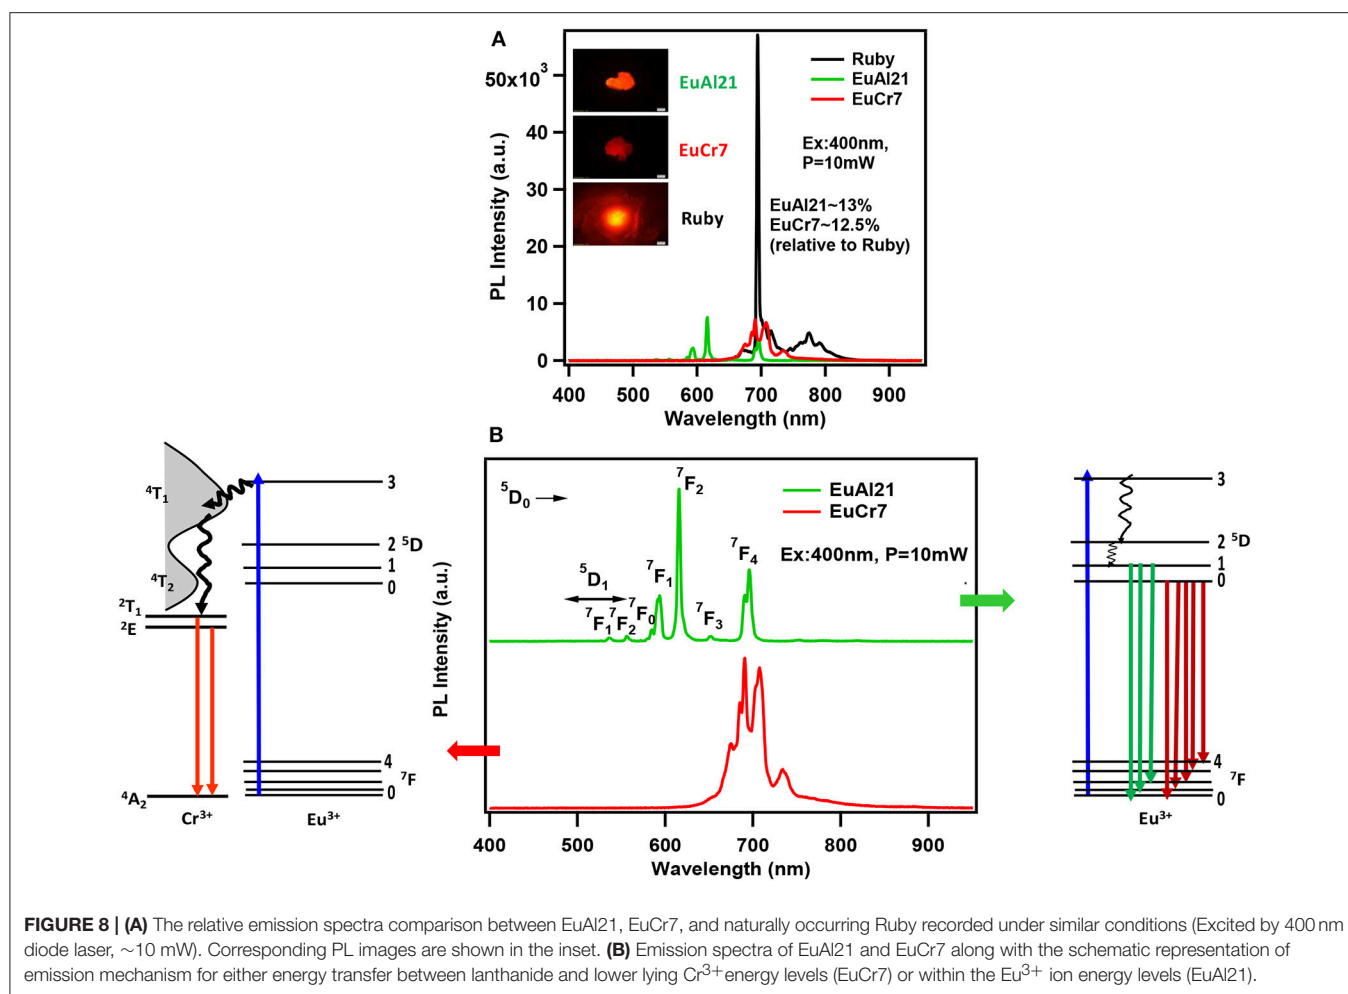 A
50x10³
40
30
20
10
0
PL Intensity (a.u.)
EuAl21
EuCr7
Ruby
Ruby
EuAl21
EuCr7
Ex:400nm,
P=10mW
EuAl21~13%
EuCr7~12.5%
(relative to Ruby)
400 500 600 700 800 900
Wavelength (nm)
B
⁴T₁
⁴T₂
²T₁
²E
⁴A₂
Cr³⁺
3
2 ⁵D
1
0
4
⁷F
0
Eu³⁺
PL Intensity (a.u.)
⁵D₀
⁷F₂
EuAl21
EuCr7
Ex:400nm, P=10mW
⁷F₄
⁷F₁
⁵D₁
⁷F₁ ⁷F₂ ⁷F₀
⁷F₃
400 500 600 700 800 900
Wavelength (nm)
3
2 ⁵D
1
0
4
⁷F
0
Eu³⁺
FIGURE 8 | (A) The relative emission spectra comparison between EuAl21, EuCr7, and naturally occurring Ruby recorded under similar conditions (Excited by 400 nm
diode laser, ∼10 mW). Corresponding PL images are shown in the inset. (B) Emission spectra of EuAl21 and EuCr7 along with the schematic representation of
emission mechanism for either energy transfer between lanthanide and lower lying Cr³⁺energy levels (EuCr7) or within the Eu³⁺ ion energy levels (EuAl21).